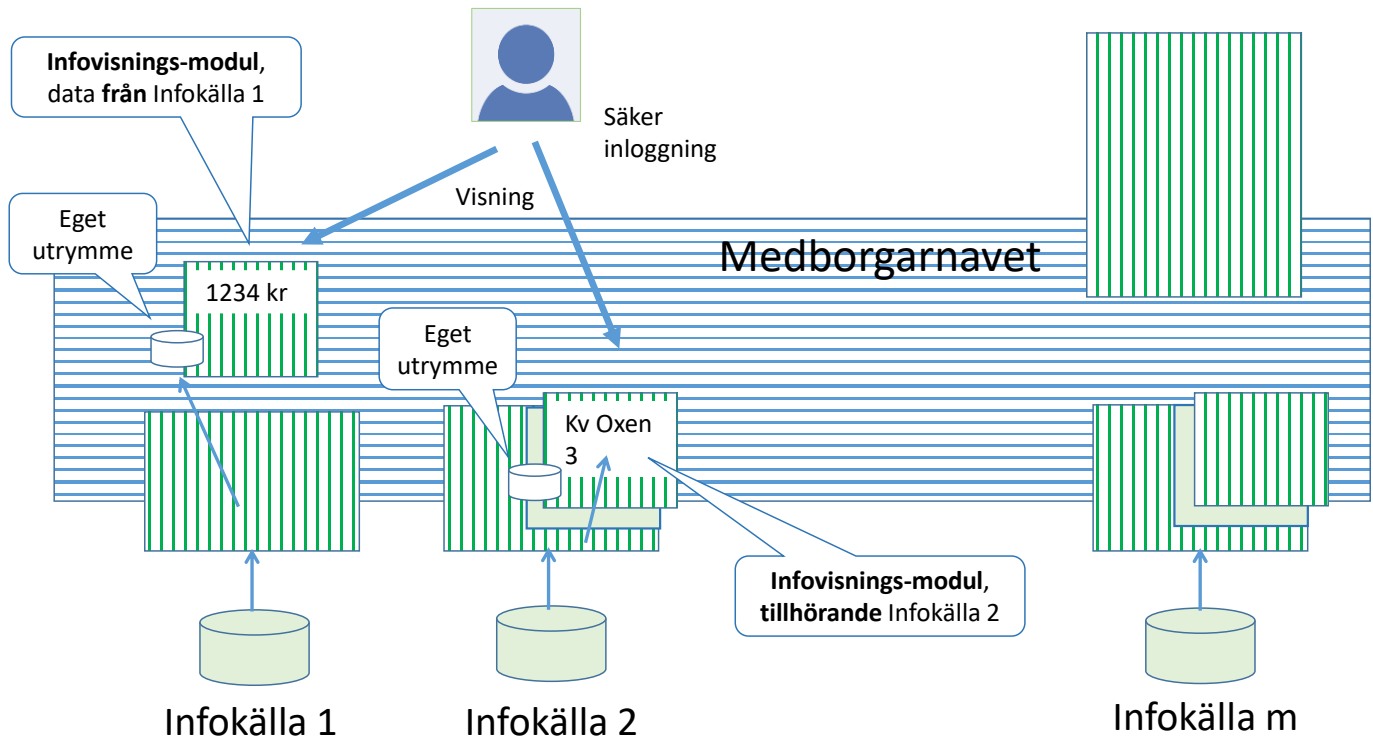 Infovisnings-modul,
data från Infokälla 1
Säker
inloggning
Visning
Eget
utrymme
Medborgarnavet
1234 kr
Eget
utrymme
Kv Oxen
3
Infovisnings-modul,
tillhörande Infokälla 2
Infokälla 1
Infokälla 2
Infokälla m